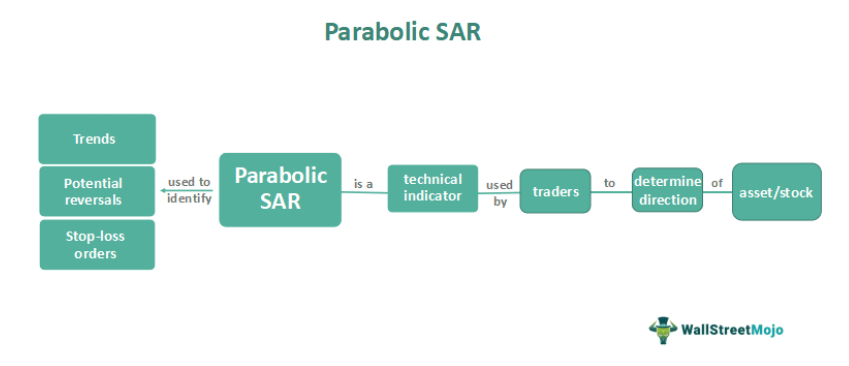 Parabolic SAR
Trends
Potential
reversals
Stop-loss
orders
used to
identify
Parabolic
SAR
is a
technical
indicator
used
by
traders
to
determine
direction
of
asset/stock
WallStreetMojo